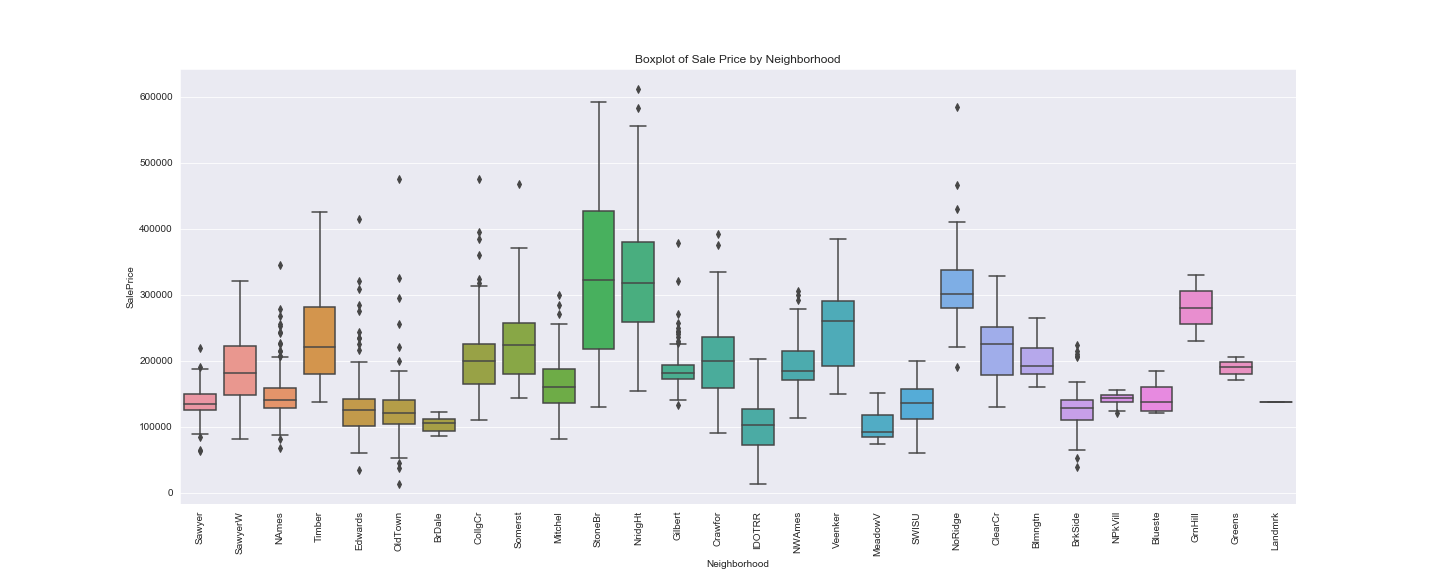 Boxplot of Sale Price by Neighborhood
600000
500000
400000
300000
200000
100000
0
SalePrice
Sawyer
SawyerW
NAmes
Timber
Edwards
OldTown
BrDale
CollgCr
Somerst
Mitchel
StoneBr
NridgHt
Gilbert
Crawfor
IDOTRR
NWAmes
Veenker
MeadowV
SWISU
NoRidge
ClearCr
Blmngtn
BrkSide
NPkVill
Blueste
GrnHill
Greens
Landmrk
Neighborhood